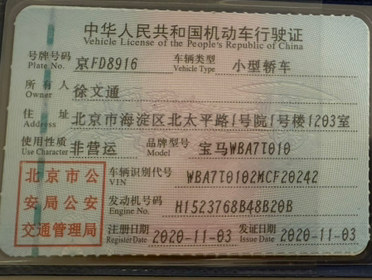 中华人民共和国机动车行驶证
Vehicle License of the People's Republic of China
号牌号码 京FD8916 车辆类型 小型轿车
Plate No. Vehicle Type
所有人 徐文通
Owner
住址 北京市海淀区北太平路1号院1号楼1203室
Address
使用性质 非营运 品牌型号 宝马WBA7T010
Use Character Model
北京市公安局公安交通管理局
车辆识别代号 WBA7T0102MCF20242
VIN
发动机号码 H1523768B48B20B
Engine No.
注册日期 2020-11-03 发证日期 2020-11-03
Register Date Issue Date